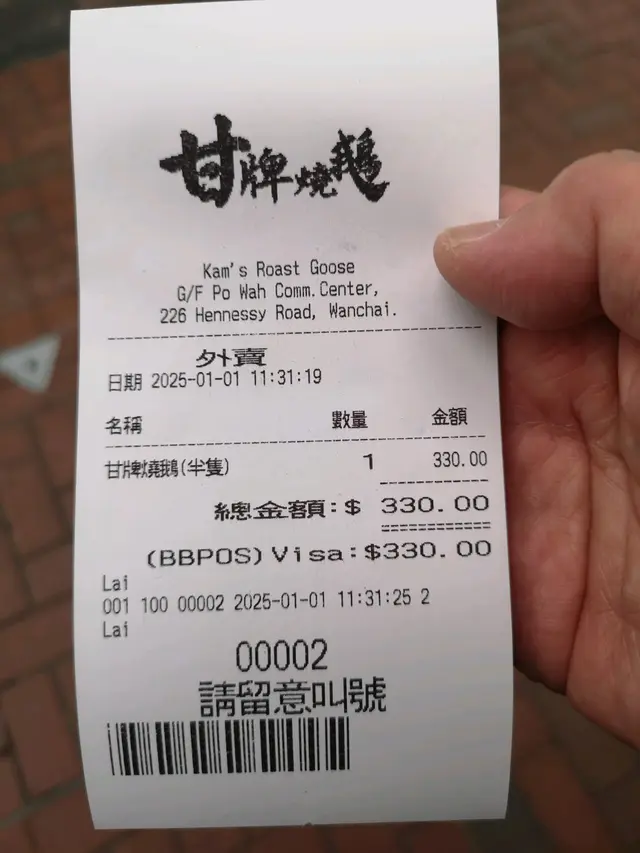 甘牌燒鵝
Kam's Roast Goose
G/F Po Wah Comm.Center,
226 Hennessy Road, Wanchai.
外賣
日期 2025-01-01 11:31:19
名稱 數量 金額
甘牌燒鵝(半隻) 1 330.00
總金額:$ 330.00
(BBPOS)Visa:$330.00
Lai
001 100 00002 2025-01-01 11:31:25 2
Lai
00002
請留意叫號